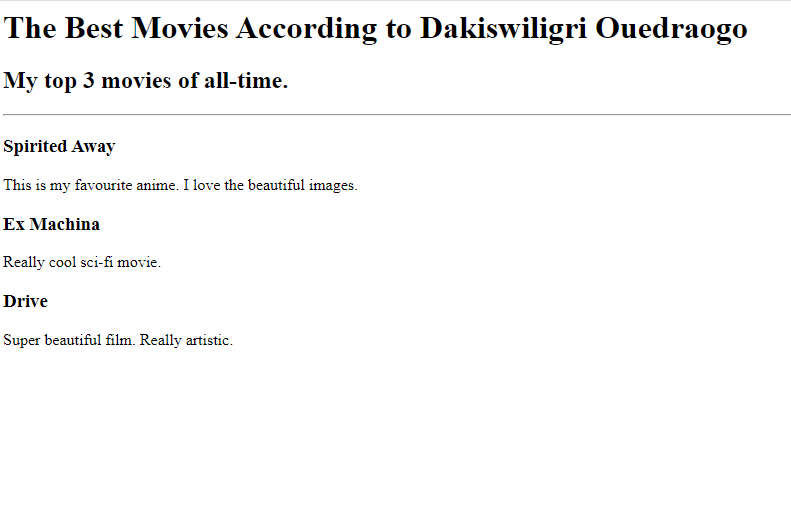 The Best Movies According to Dakiswiligri Ouedraogo
My top 3 movies of all-time.
Spirited Away
This is my favourite anime. I love the beautiful images.
Ex Machina
Really cool sci-fi movie.
Drive
Super beautiful film. Really artistic.